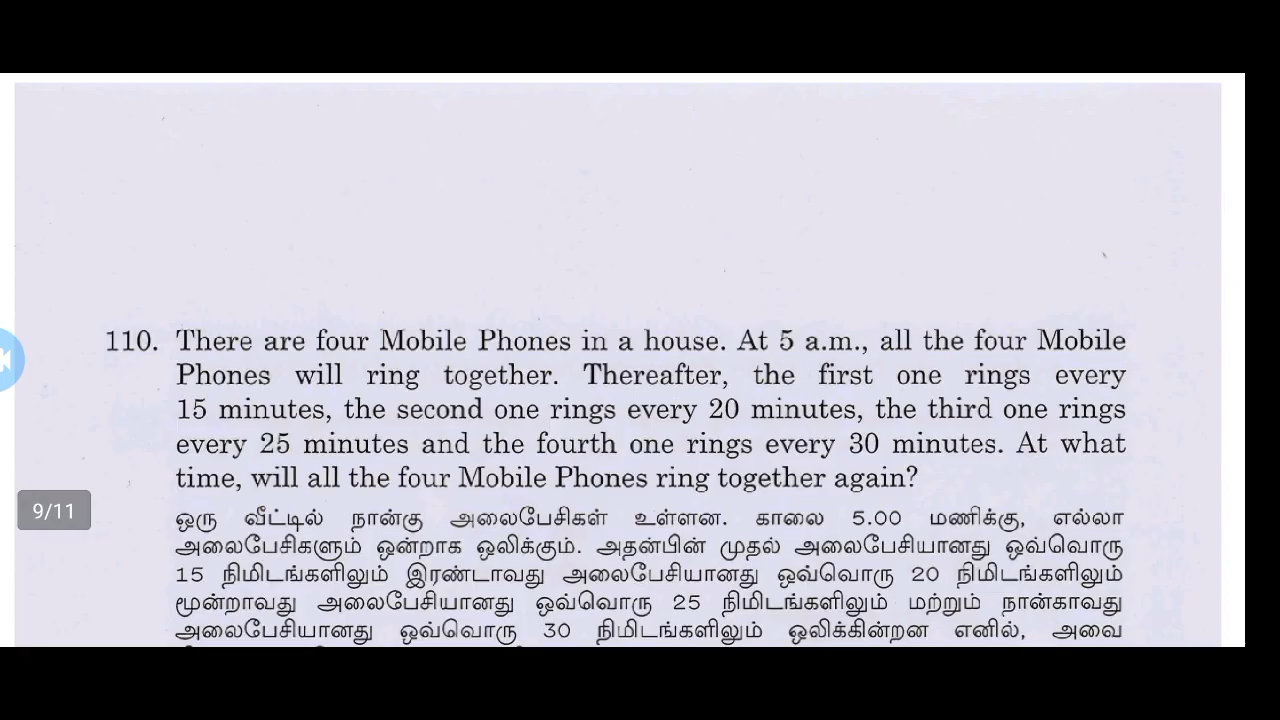 110. There are four Mobile Phones in a house. At 5 a.m., all the four Mobile
Phones will ring together. Thereafter, the first one rings every
15 minutes, the second one rings every 20 minutes, the third one rings
every 25 minutes and the fourth one rings every 30 minutes. At what
time, will all the four Mobile Phones ring together again?
9/11
ஒரு வீட்டில் நான்கு அலைபேசிகள் உள்ளன. காலை 5.00 மணிக்கு, எல்லா
அலைபேசிகளும் ஒன்றாக ஒலிக்கும். அதன்பின் முதல் அலைபேசியானது ஒவ்வொரு
15 நிமிடங்களிலும் இரண்டாவது அலைபேசியானது ஒவ்வொரு 20 நிமிடங்களிலும்
மூன்றாவது அலைபேசியானது ஒவ்வொரு 25 நிமிடங்களிலும் மற்றும் நான்காவது
அலைபேசியானது ஒவ்வொரு 30 நிமிடங்களிலும் ஒலிக்கின்றன எனில், அவை